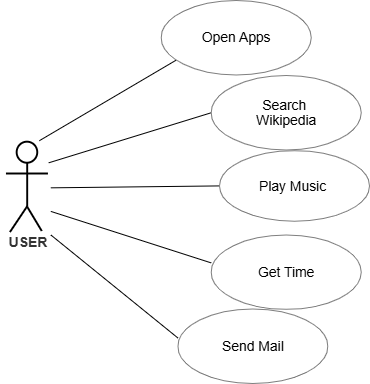 Open Apps
Search
Wikipedia
Play Music
USER
Get Time
Send Mail